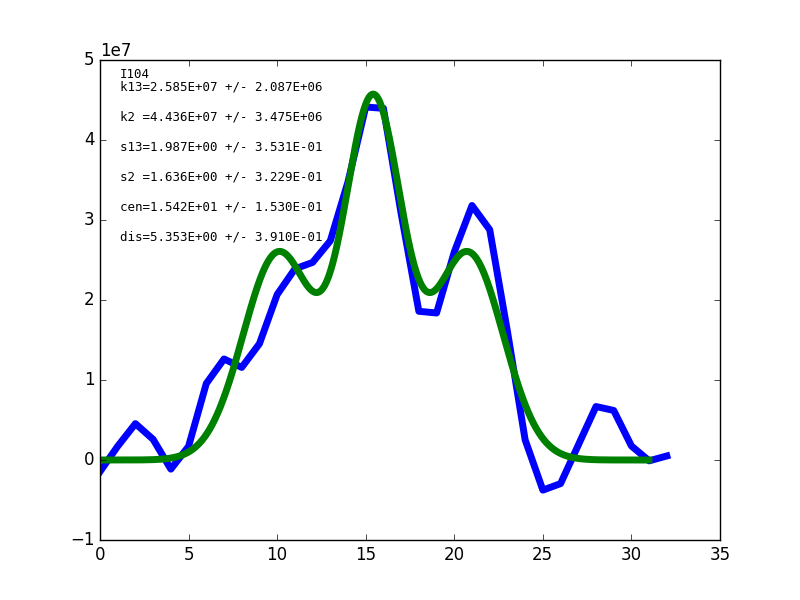 1e7
I104
k13=2.585E+07 +/- 2.087E+06
k2 =4.436E+07 +/- 3.475E+06
s13=1.987E+00 +/- 3.531E-01
s2 =1.636E+00 +/- 3.229E-01
cen=1.542E+01 +/- 1.530E-01
dis=5.353E+00 +/- 3.910E-01
5
4
3
2
1
0
−1
0 5 10 15 20 25 30 35